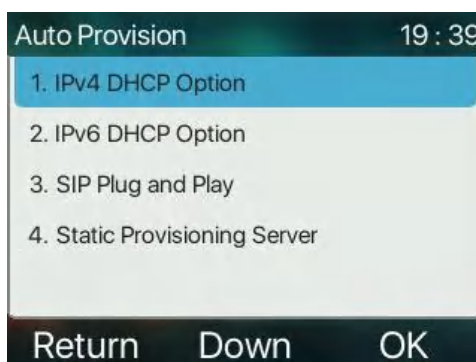 Auto Provision 19 : 39
1. IPv4 DHCP Option
2. IPv6 DHCP Option
3. SIP Plug and Play
4. Static Provisioning Server
Return Down OK